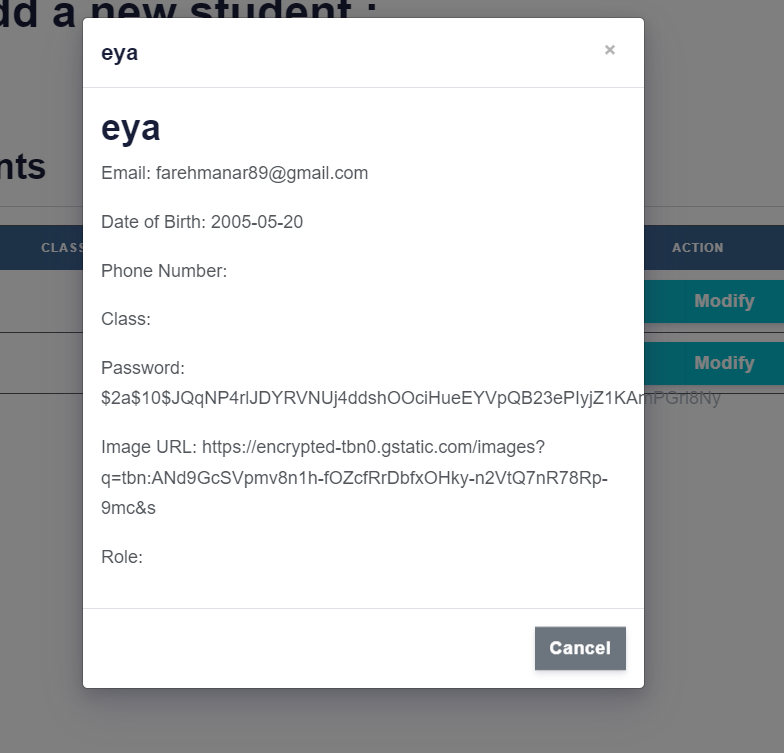 dd a new student :
eya
×
eya
Email: farehmanar89@gmail.com
nts
Date of Birth: 2005-05-20
CLASS
ACTION
Phone Number:
Modify
Class:
Modify
Password:
$2a$10$JQqNP4rlJDYRVNUj4ddshOOciHueEYVpQB23ePIyjZ1KAmPGrl8Ny
Image URL: https://encrypted-tbn0.gstatic.com/images?
q=tbn:ANd9GcSVpmv8n1h-fOZcfRrDbfxOHky-n2VtQ7nR78Rp-
9mc&s
Role:
Cancel